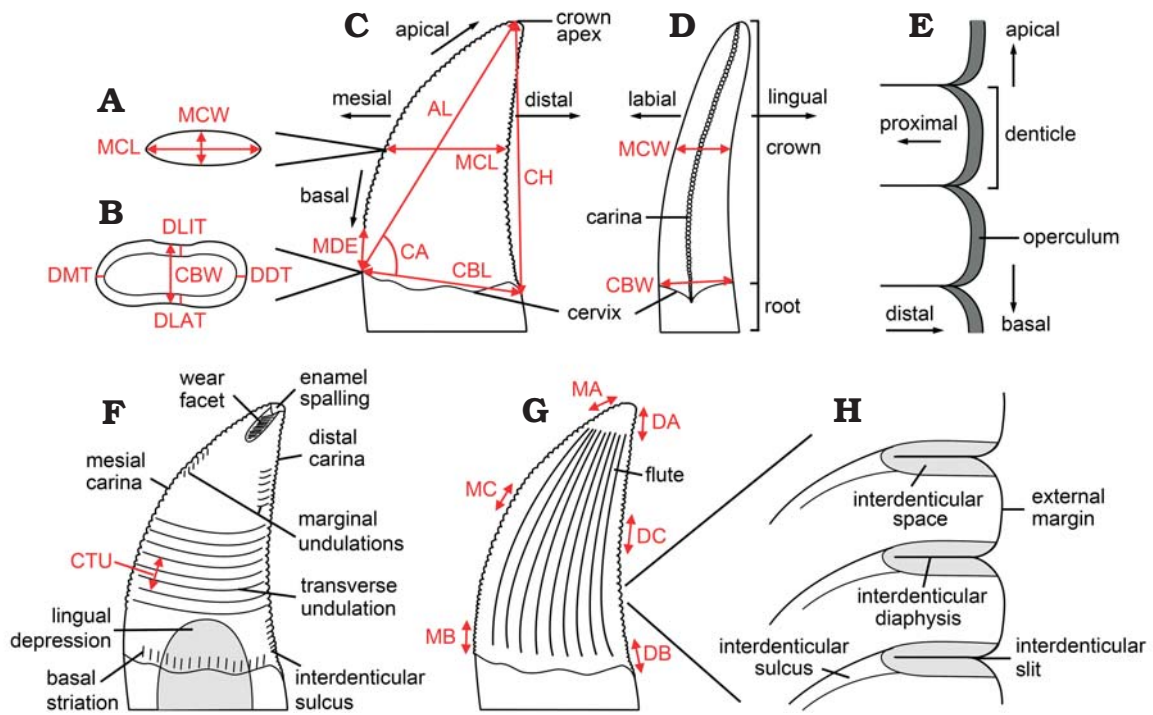 A
MCW
MCL
B
DLIT
DMT
CBW
DDT
DLAT
C
apical
crown
apex
mesial
AL
distal
MCL
CH
basal
MDE
CA
CBL
cervix
D
labial
lingual
MCW
crown
carina
CBW
root
E
apical
proximal
denticle
operculum
distal
basal
F
wear
facet
enamel
spalling
mesial
carina
distal
carina
marginal
undulations
CTU
transverse
undulation
lingual
depression
basal
striation
interdenticular
sulcus
G
MA
DA
MC
flute
DC
MB
DB
H
interdenticular
space
external
margin
interdenticular
diaphysis
interdenticular
sulcus
interdenticular
slit